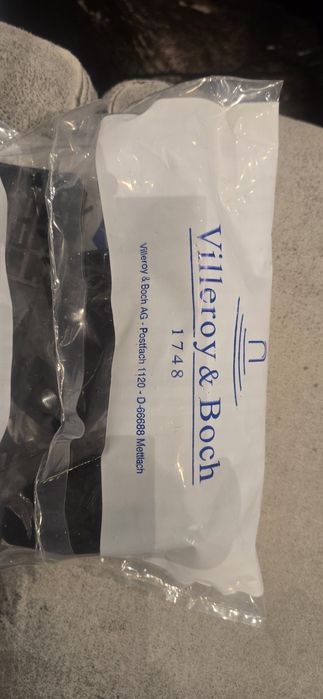 Villeroy & Boch
1748
Villeroy & Boch AG - Postfach 1120 - D-66688 Mettlach